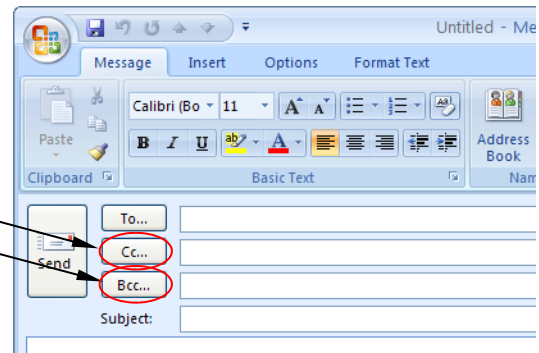 Untitled - Me
Message Insert Options Format Text
Calibri (Bo 11 A A
Paste B I U ab A Address
Book
Clipboard Basic Text Nam
To...
Send Cc...
Bcc...
Subject: